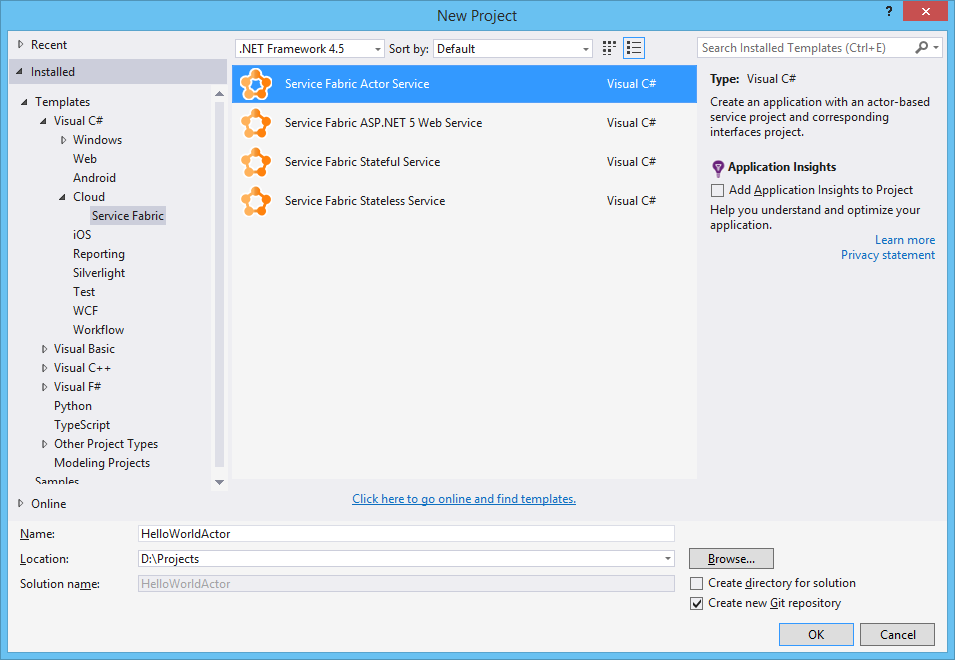 New Project
?
Recent
Installed
Templates
Visual C#
Windows
Web
Android
Cloud
Service Fabric
iOS
Reporting
Silverlight
Test
WCF
Workflow
Visual Basic
Visual C++
Visual F#
Python
TypeScript
Other Project Types
Modeling Projects
Samples
Online
.NET Framework 4.5 Sort by: Default
Service Fabric Actor Service Visual C#
Service Fabric ASP.NET 5 Web Service Visual C#
Service Fabric Stateful Service Visual C#
Service Fabric Stateless Service Visual C#
Click here to go online and find templates.
Search Installed Templates (Ctrl+E)
Type: Visual C#
Create an application with an actor-based
service project and corresponding
interfaces project.
Application Insights
Add Application Insights to Project
Help you understand and optimize your
application.
Learn more
Privacy statement
Name: HelloWorldActor
Location: D:\Projects Browse...
Solution name: HelloWorldActor
Create directory for solution
Create new Git repository
OK Cancel